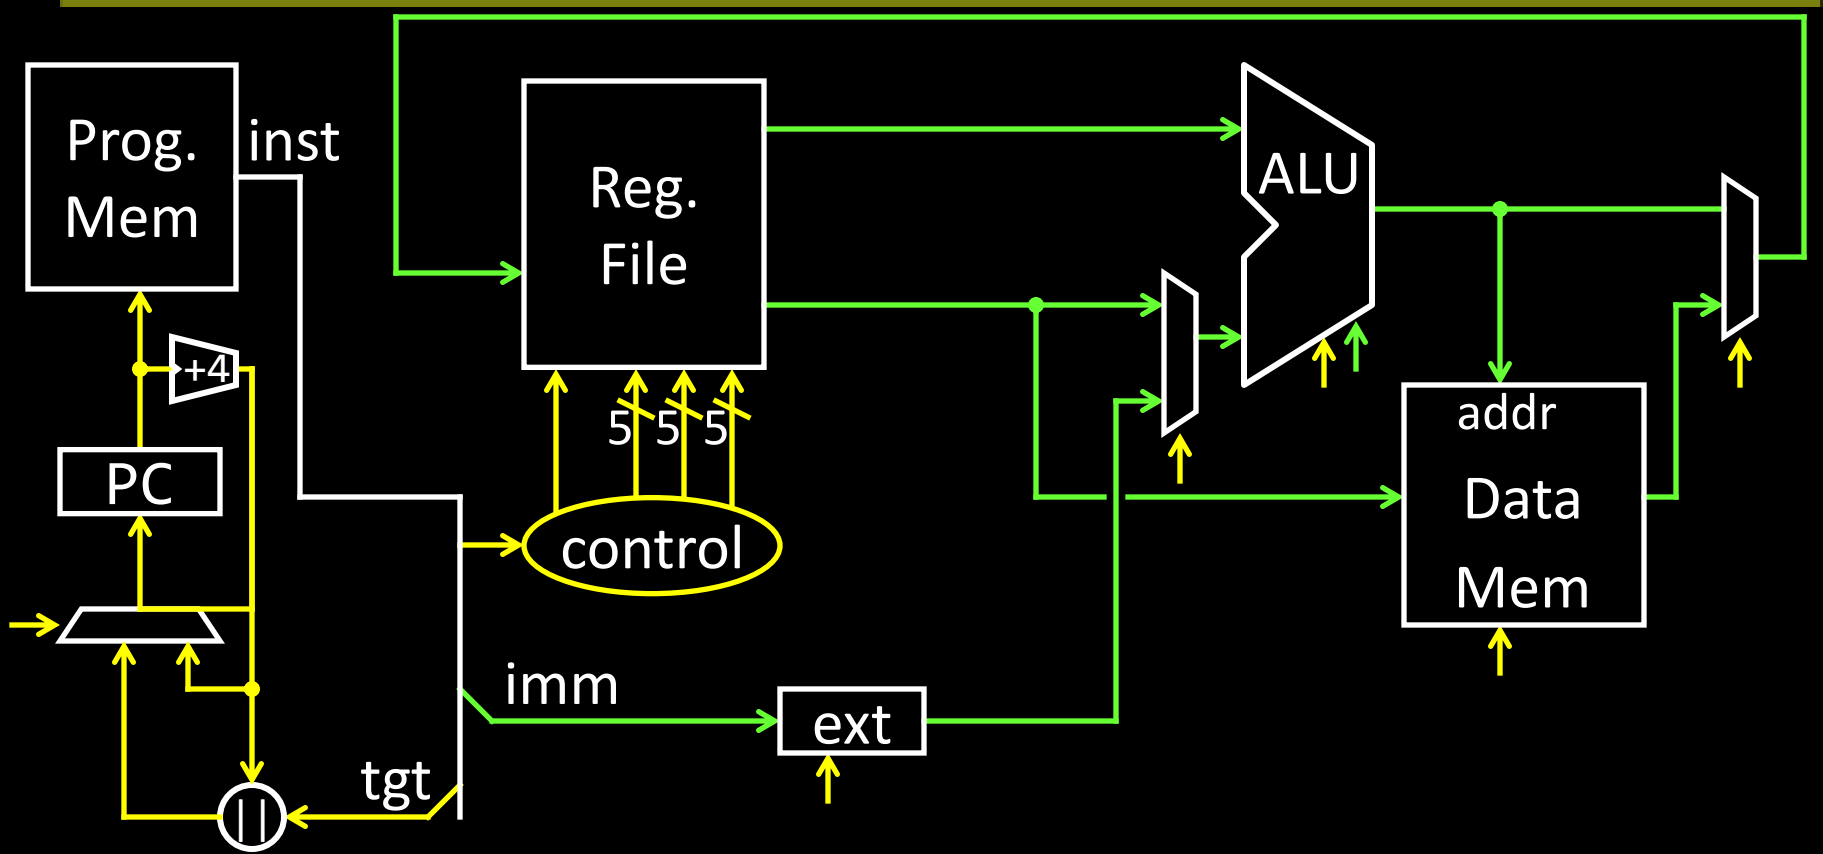 Prog.
Mem
inst
+4
PC
Reg.
File
5 5 5
control
ALU
addr
Data
Mem
imm
ext
tgt
||